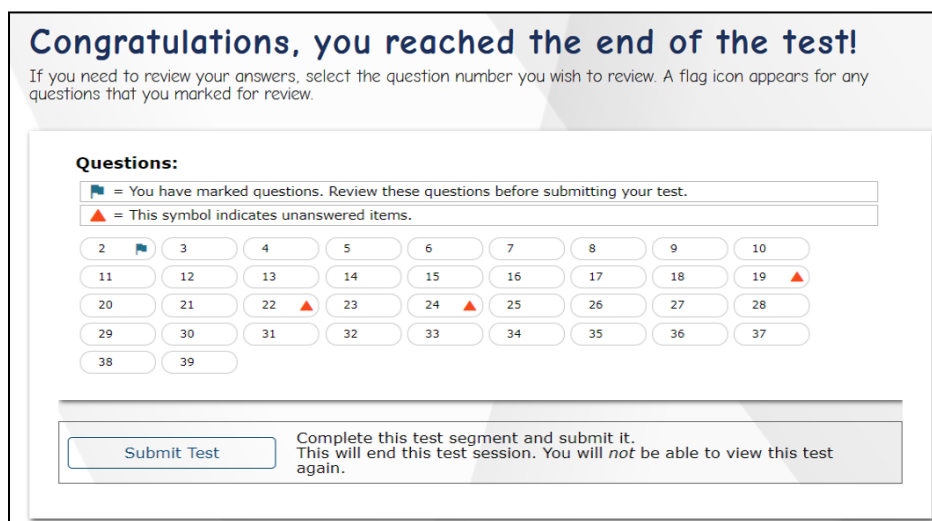 Congratulations, you reached the end of the test!
If you need to review your answers, select the question number you wish to review. A flag icon appears for any
questions that you marked for review.
Questions:
= You have marked questions. Review these questions before submitting your test.
= This symbol indicates unanswered items.
2 3 4 5 6 7 8 9 10
11 12 13 14 15 16 17 18 19
20 21 22 23 24 25 26 27 28
29 30 31 32 33 34 35 36 37
38 39
Submit Test
Complete this test segment and submit it.
This will end this test session. You will not be able to view this test
again.